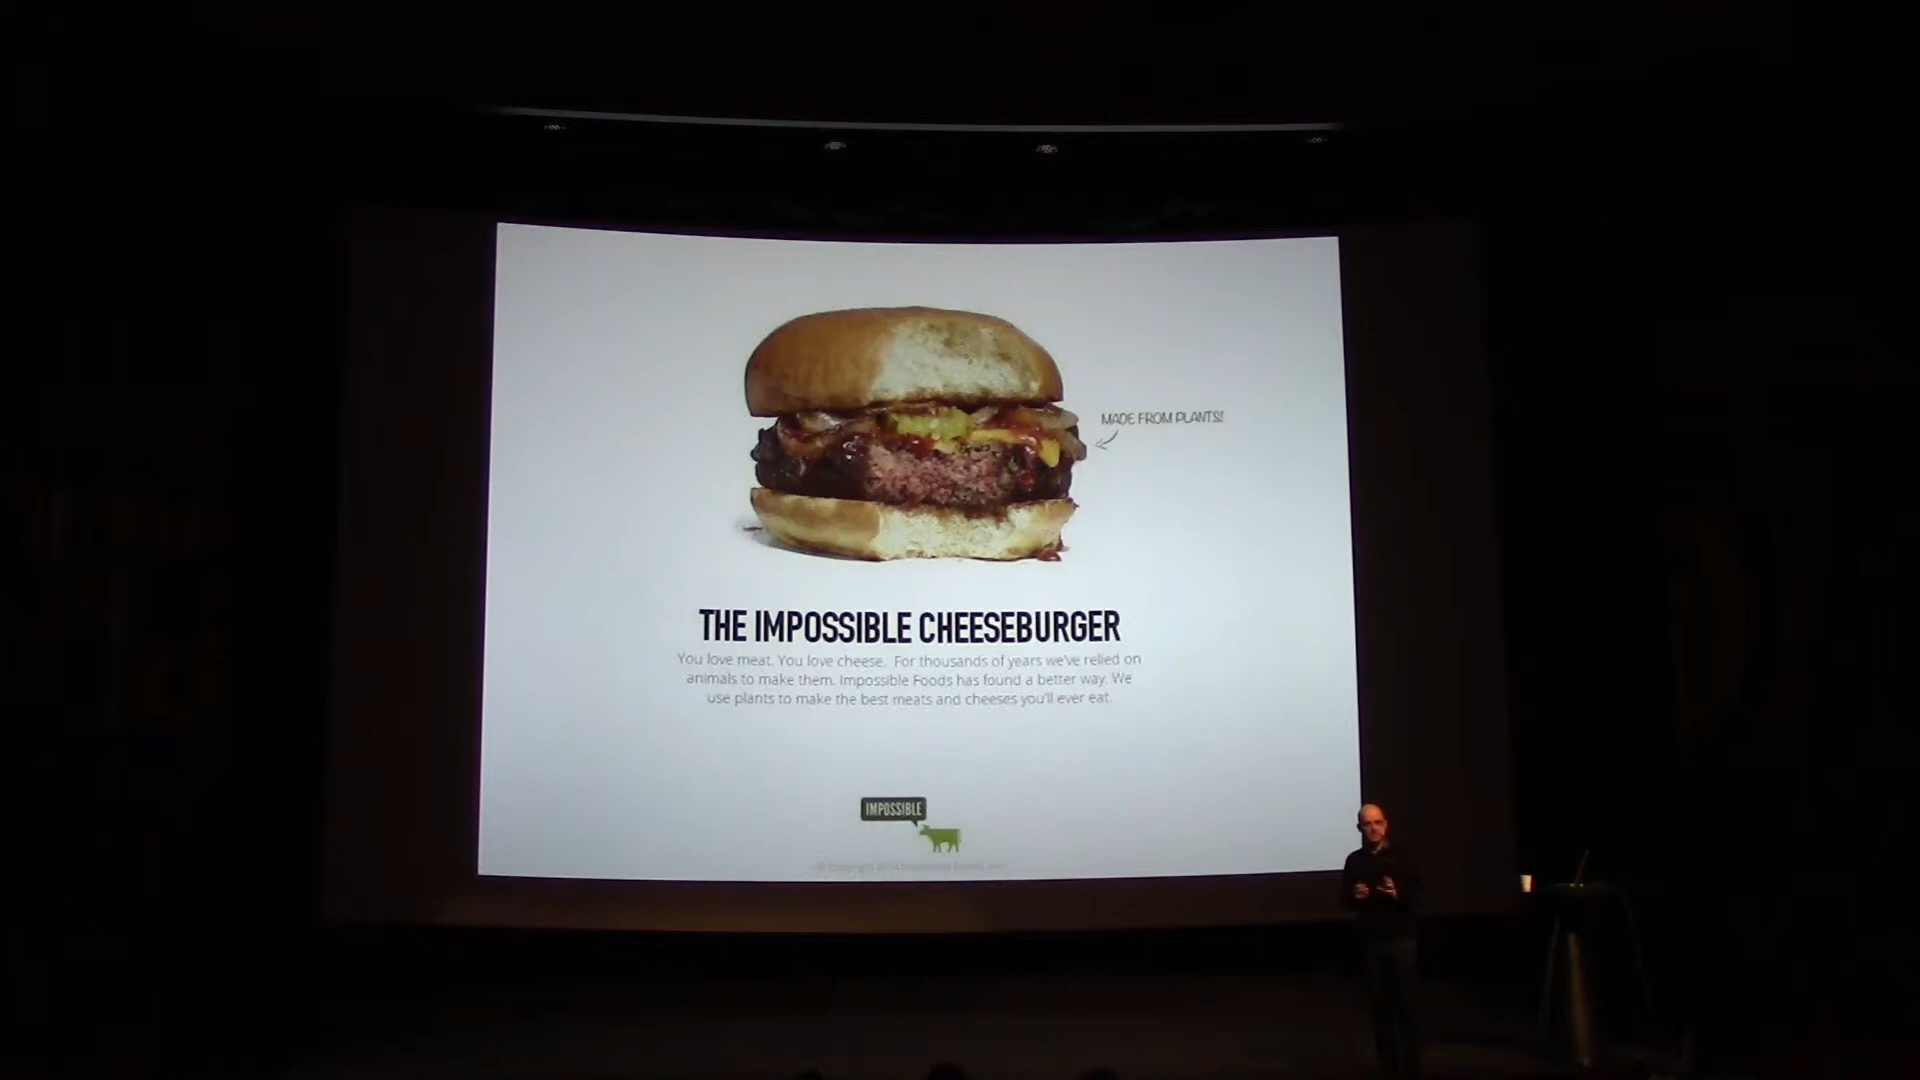 MADE FROM PLANTS!
THE IMPOSSIBLE CHEESEBURGER
You love meat. You love cheese. For thousands of years we've relied on
animals to make them. Impossible Foods has found a better way. We
use plants to make the best meats and cheeses you'll ever eat.
IMPOSSIBLE